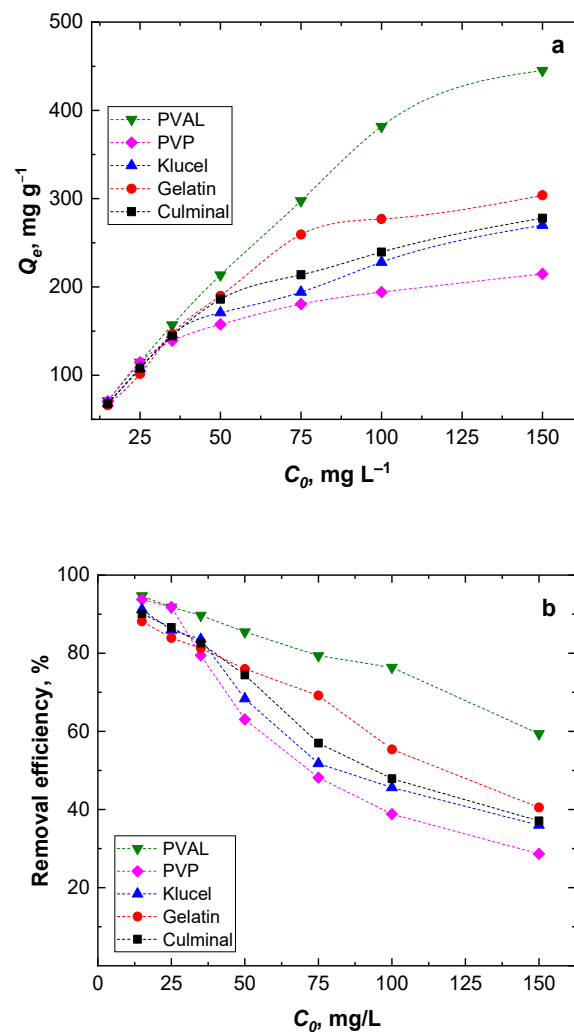 a
500
400
300
200
100
Qe, mg g⁻¹
PVAL
PVP
Klucel
Gelatin
Culminal
25 50 75 100 125 150
C0, mg L⁻¹
b
100
80
60
40
20
Removal efficiency, %
PVAL
PVP
Klucel
Gelatin
Culminal
0 25 50 75 100 125 150
C0, mg/L